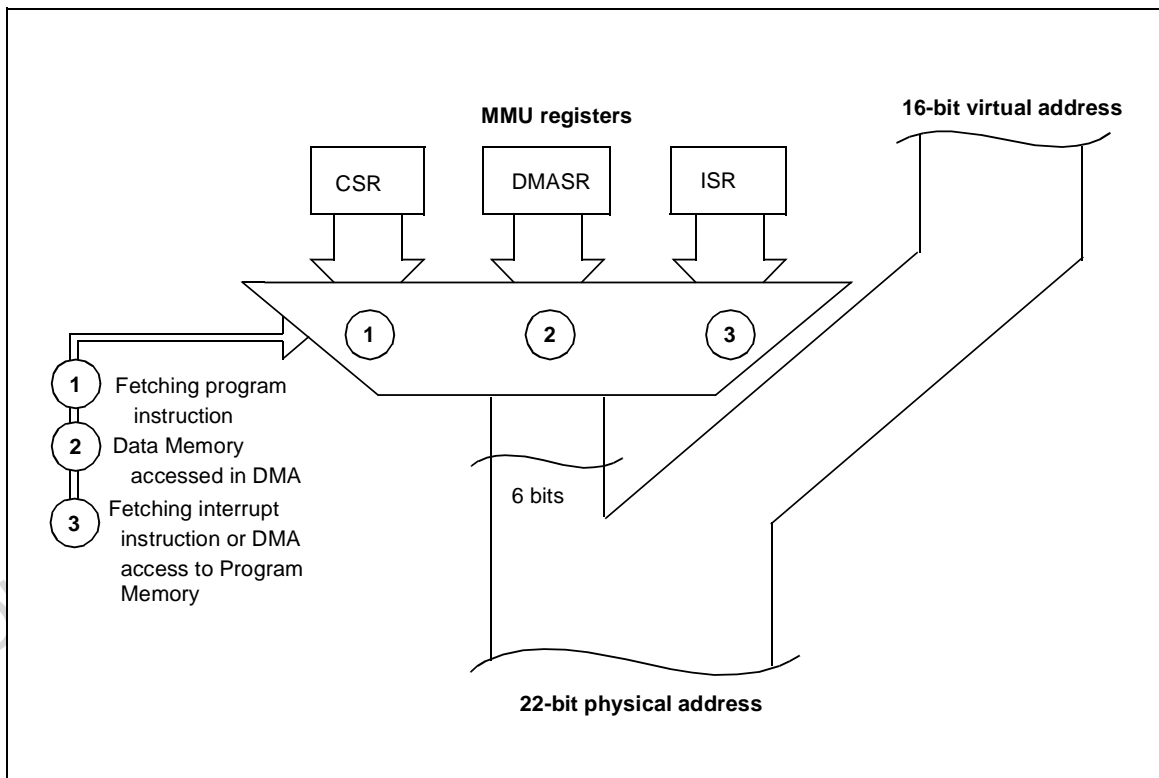 MMU registers
16-bit virtual address
CSR
DMASR
ISR
1
2
3
1
Fetching program
instruction
2
Data Memory
accessed in DMA
3
Fetching interrupt
instruction or DMA
access to Program
Memory
6 bits
22-bit physical address